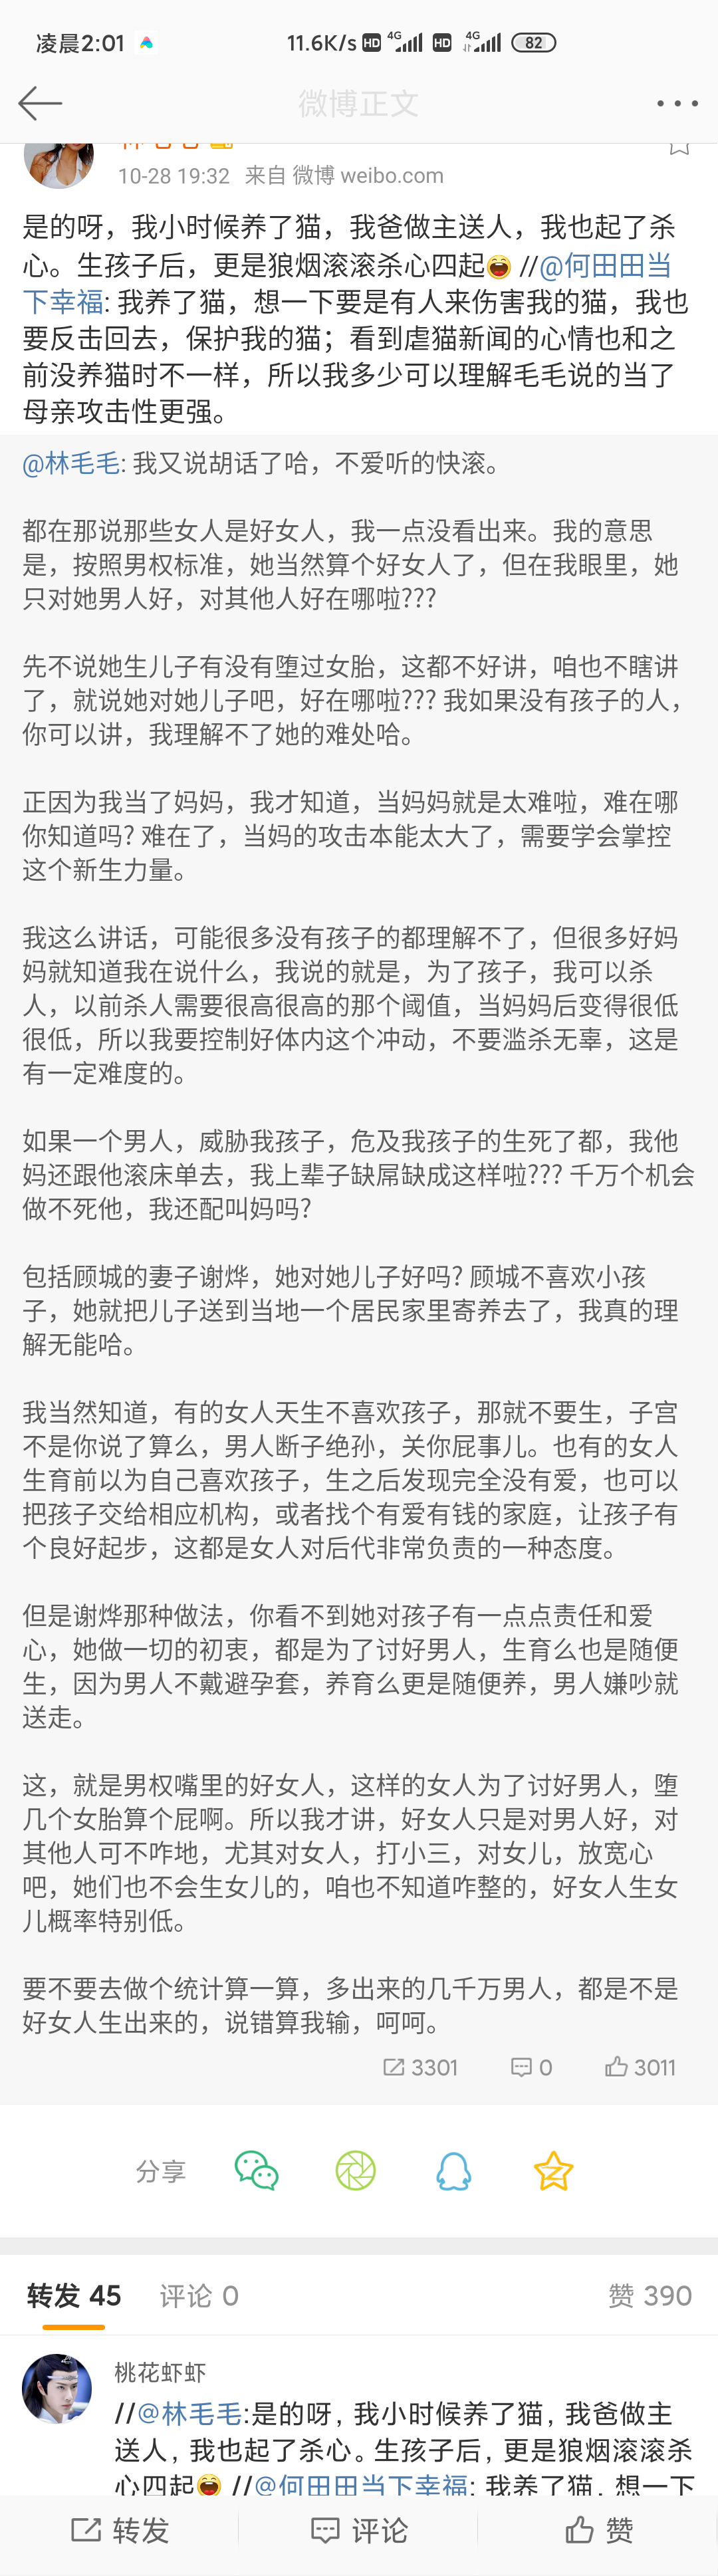 凌晨2:01
11.6K/s HD 4G HD 4G 82
微博正文
10-28 19:32 来自 微博 weibo.com
是的呀，我小时候养了猫，我爸做主送人，我也起了杀
心。生孩子后，更是狼烟滚滚杀心四起😄 //@何田田当
下幸福: 我养了猫，想一下要是有人来伤害我的猫，我也
要反击回去，保护我的猫；看到虐猫新闻的心情也和之
前没养猫时不一样，所以我多少可以理解毛毛说的当了
母亲攻击性更强。
@林毛毛: 我又说胡话了哈，不爱听的快滚。
都在那说那些女人是好女人，我一点没看出来。我的意思
是，按照男权标准，她当然算个好女人了，但在我眼里，她
只对她男人好，对其他人好在哪啦???
先不说她生儿子有没有堕过女胎，这都不好讲，咱也不瞎讲
了，就说她对她儿子吧，好在哪啦??? 我如果没有孩子的人，
你可以讲，我理解不了她的难处哈。
正因为我当了妈妈，我才知道，当妈妈就是太难啦，难在哪
你知道吗? 难在了，当妈的攻击本能太大了，需要学会掌控
这个新生力量。
我这么讲话，可能很多没有孩子的都理解不了，但很多好妈
妈就知道我在说什么，我说的就是，为了孩子，我可以杀
人，以前杀人需要很高很高的那个阈值，当妈妈后变得很低
很低，所以我要控制好体内这个冲动，不要滥杀无辜，这是
有一定难度的。
如果一个男人，威胁我孩子，危及我孩子的生死了都，我他
妈还跟他滚床单去，我上辈子缺屌缺成这样啦??? 千万个机会
做不死他，我还配叫妈吗?
包括顾城的妻子谢烨，她对她儿子好吗? 顾城不喜欢小孩
子，她就把儿子送到当地一个居民家里寄养去了，我真的理
解无能哈。
我当然知道，有的女人天生不喜欢孩子，那就不要生，子宫
不是你说了算么，男人断子绝孙，关你屁事儿。也有的女人
生育前以为自己喜欢孩子，生之后发现完全没有爱，也可以
把孩子交给相应机构，或者找个有爱有钱的家庭，让孩子有
个良好起步，这都是女人对后代非常负责的一种态度。
但是谢烨那种做法，你看不到她对孩子有一点点责任和爱
心，她做一切的初衷，都是为了讨好男人，生育么也是随便
生，因为男人不戴避孕套，养育么更是随便养，男人嫌吵就
送走。
这，就是男权嘴里的好女人，这样的女人为了讨好男人，堕
几个女胎算个屁啊。所以我才讲，好女人只是对男人好，对
其他人可不咋地，尤其对女人，打小三，对女儿，放宽心
吧，她们也不会生女儿的，咱也不知道咋整的，好女人生女
儿概率特别低。
要不要去做个统计算一算，多出来的几千万男人，都是不是
好女人生出来的，说错算我输，呵呵。
3301 0 3011
分享
转发 45 评论 0 赞 390
桃花虾虾
//@林毛毛:是的呀，我小时候养了猫，我爸做主
送人，我也起了杀心。生孩子后，更是狼烟滚滚杀
心四起😄 //@何田田当下幸福: 我养了猫，想一下
转发 评论 赞